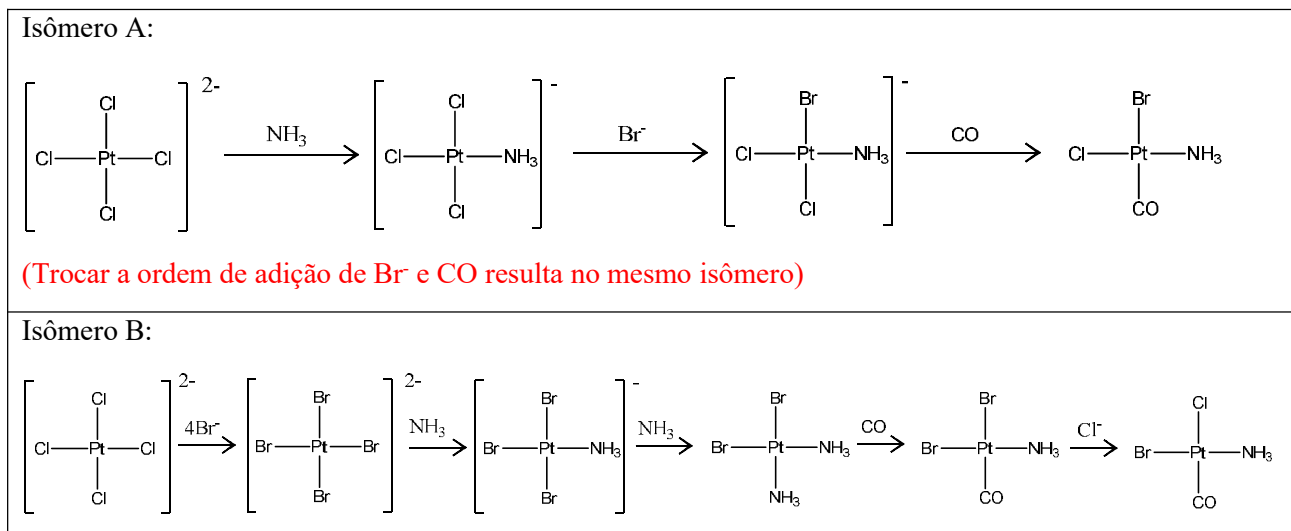 Isômero A:
Cl Cl Pt Cl Cl 2-
NH3
Cl Cl Pt NH3 Cl -
Br-
Br Cl Pt NH3 Cl -
CO
Br Cl Pt NH3 CO
(Trocar a ordem de adição de Br- e CO resulta no mesmo isômero)
Isômero B:
Cl Cl Pt Cl Cl 2-
4Br-
Br Br Pt Br Br 2-
NH3
Br Br Pt NH3 Br -
NH3
Br Br Pt NH3 NH3
CO
Br Br Pt NH3 CO
Cl-
Cl Br Pt NH3 CO